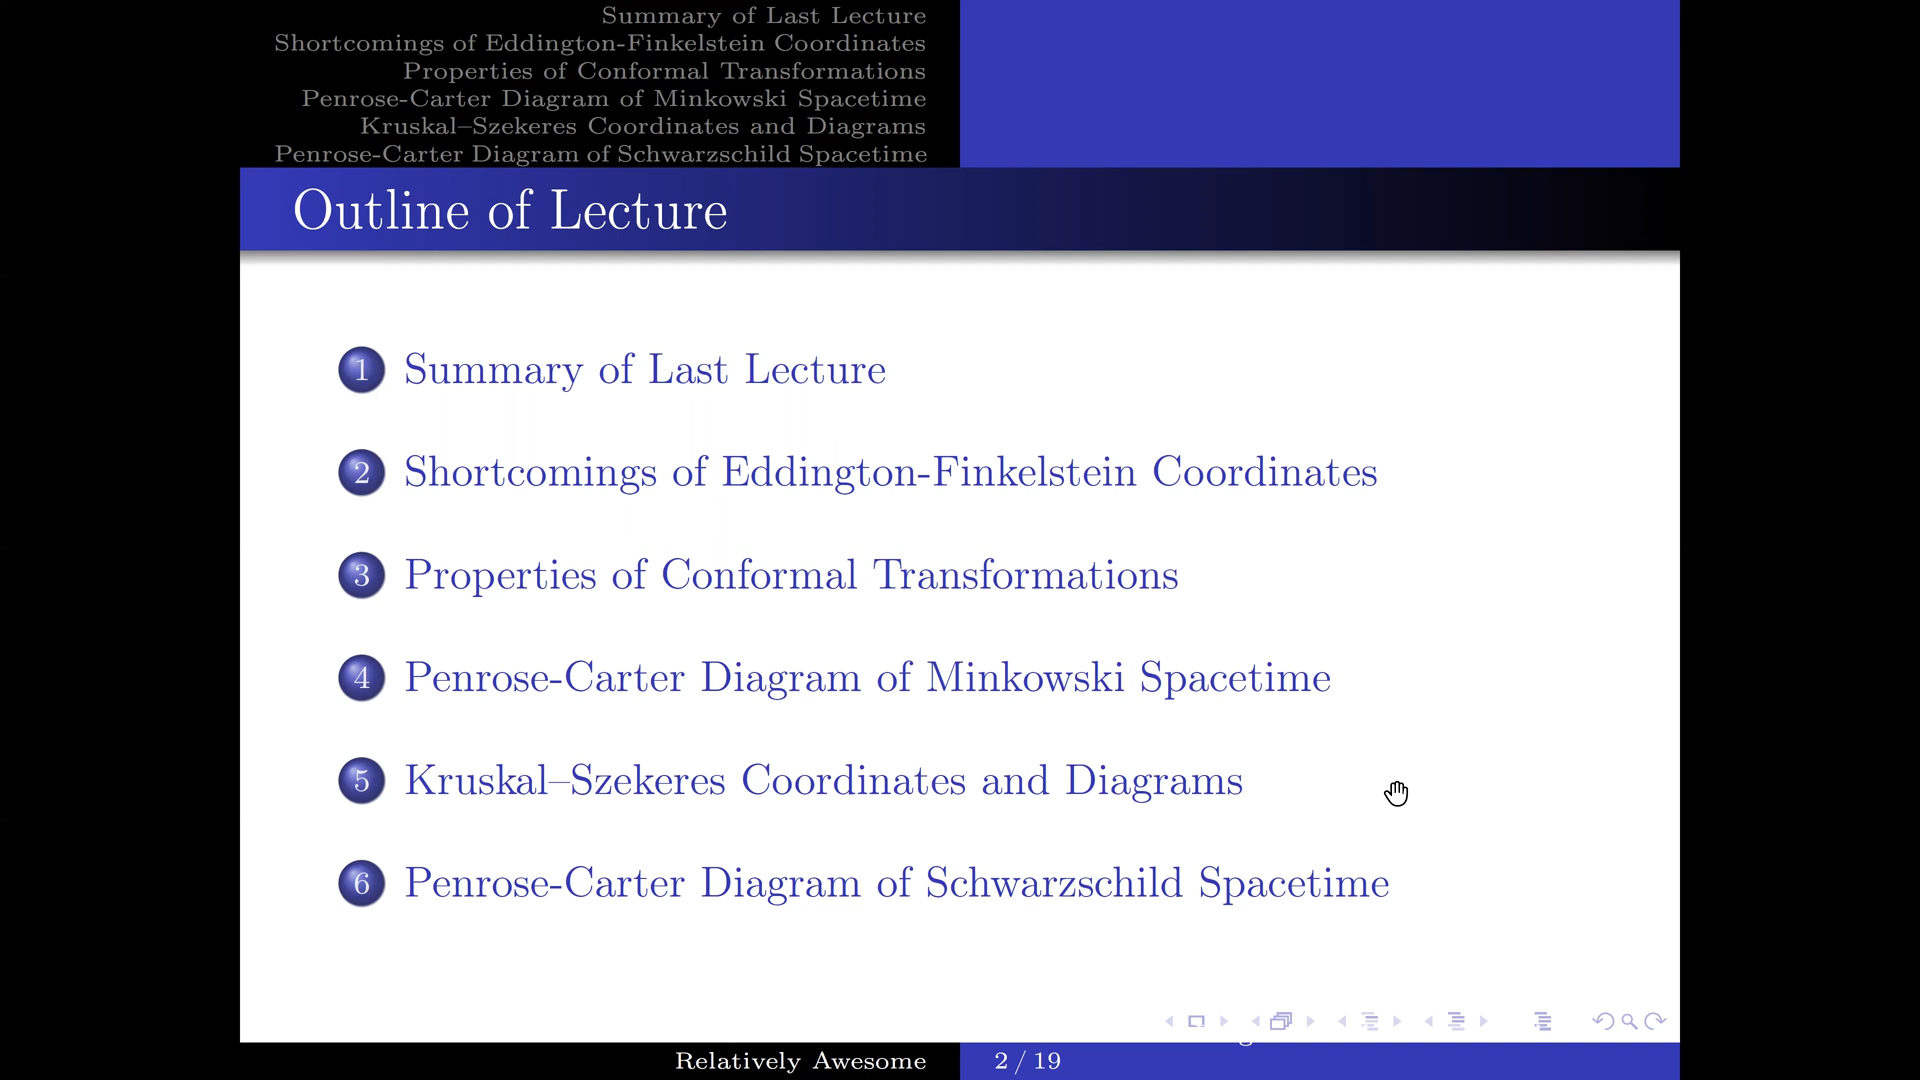 Summary of Last Lecture
Shortcomings of Eddington-Finkelstein Coordinates
Properties of Conformal Transformations
Penrose-Carter Diagram of Minkowski Spacetime
Kruskal–Szekeres Coordinates and Diagrams
Penrose-Carter Diagram of Schwarzschild Spacetime
Outline of Lecture
1 Summary of Last Lecture
2 Shortcomings of Eddington-Finkelstein Coordinates
3 Properties of Conformal Transformations
4 Penrose-Carter Diagram of Minkowski Spacetime
5 Kruskal–Szekeres Coordinates and Diagrams
6 Penrose-Carter Diagram of Schwarzschild Spacetime
Relatively Awesome
2 / 19